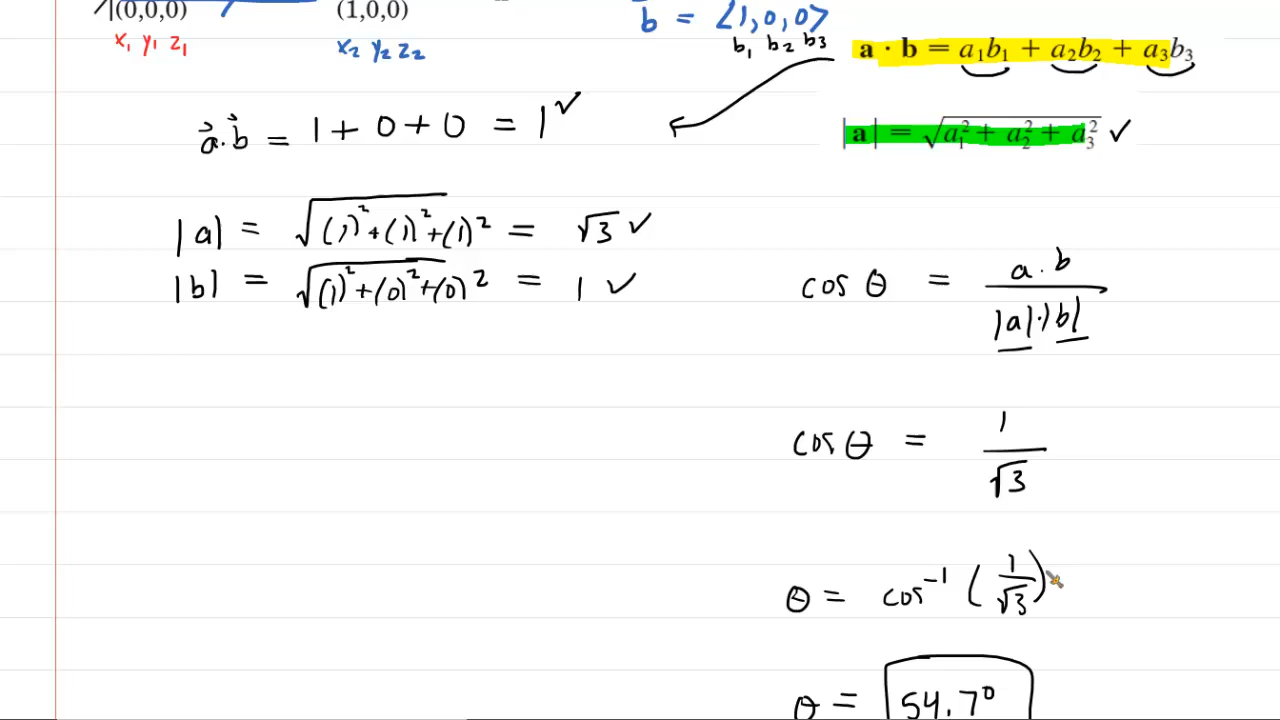 (0,0,0) (1,0,0)
x₁ y₁ z₁ x₂ y₂ z₂
b = ⟨1, 0, 0⟩
b₁ b₂ b₃
a · b = a₁b₁ + a₂b₂ + a₃b₃
a⃗ · b⃗ = 1 + 0 + 0 = 1 ✓
|a| = √(a₁² + a₂² + a₃²) ✓
|a| = √((1)² + (1)² + (1)²) = √3 ✓
|b| = √((1)² + (0)² + (0)²) = 1 ✓
cos θ = a · b / |a| · |b|
cos θ = 1 / √3
θ = cos⁻¹ (1/√3)
θ = 54.7°